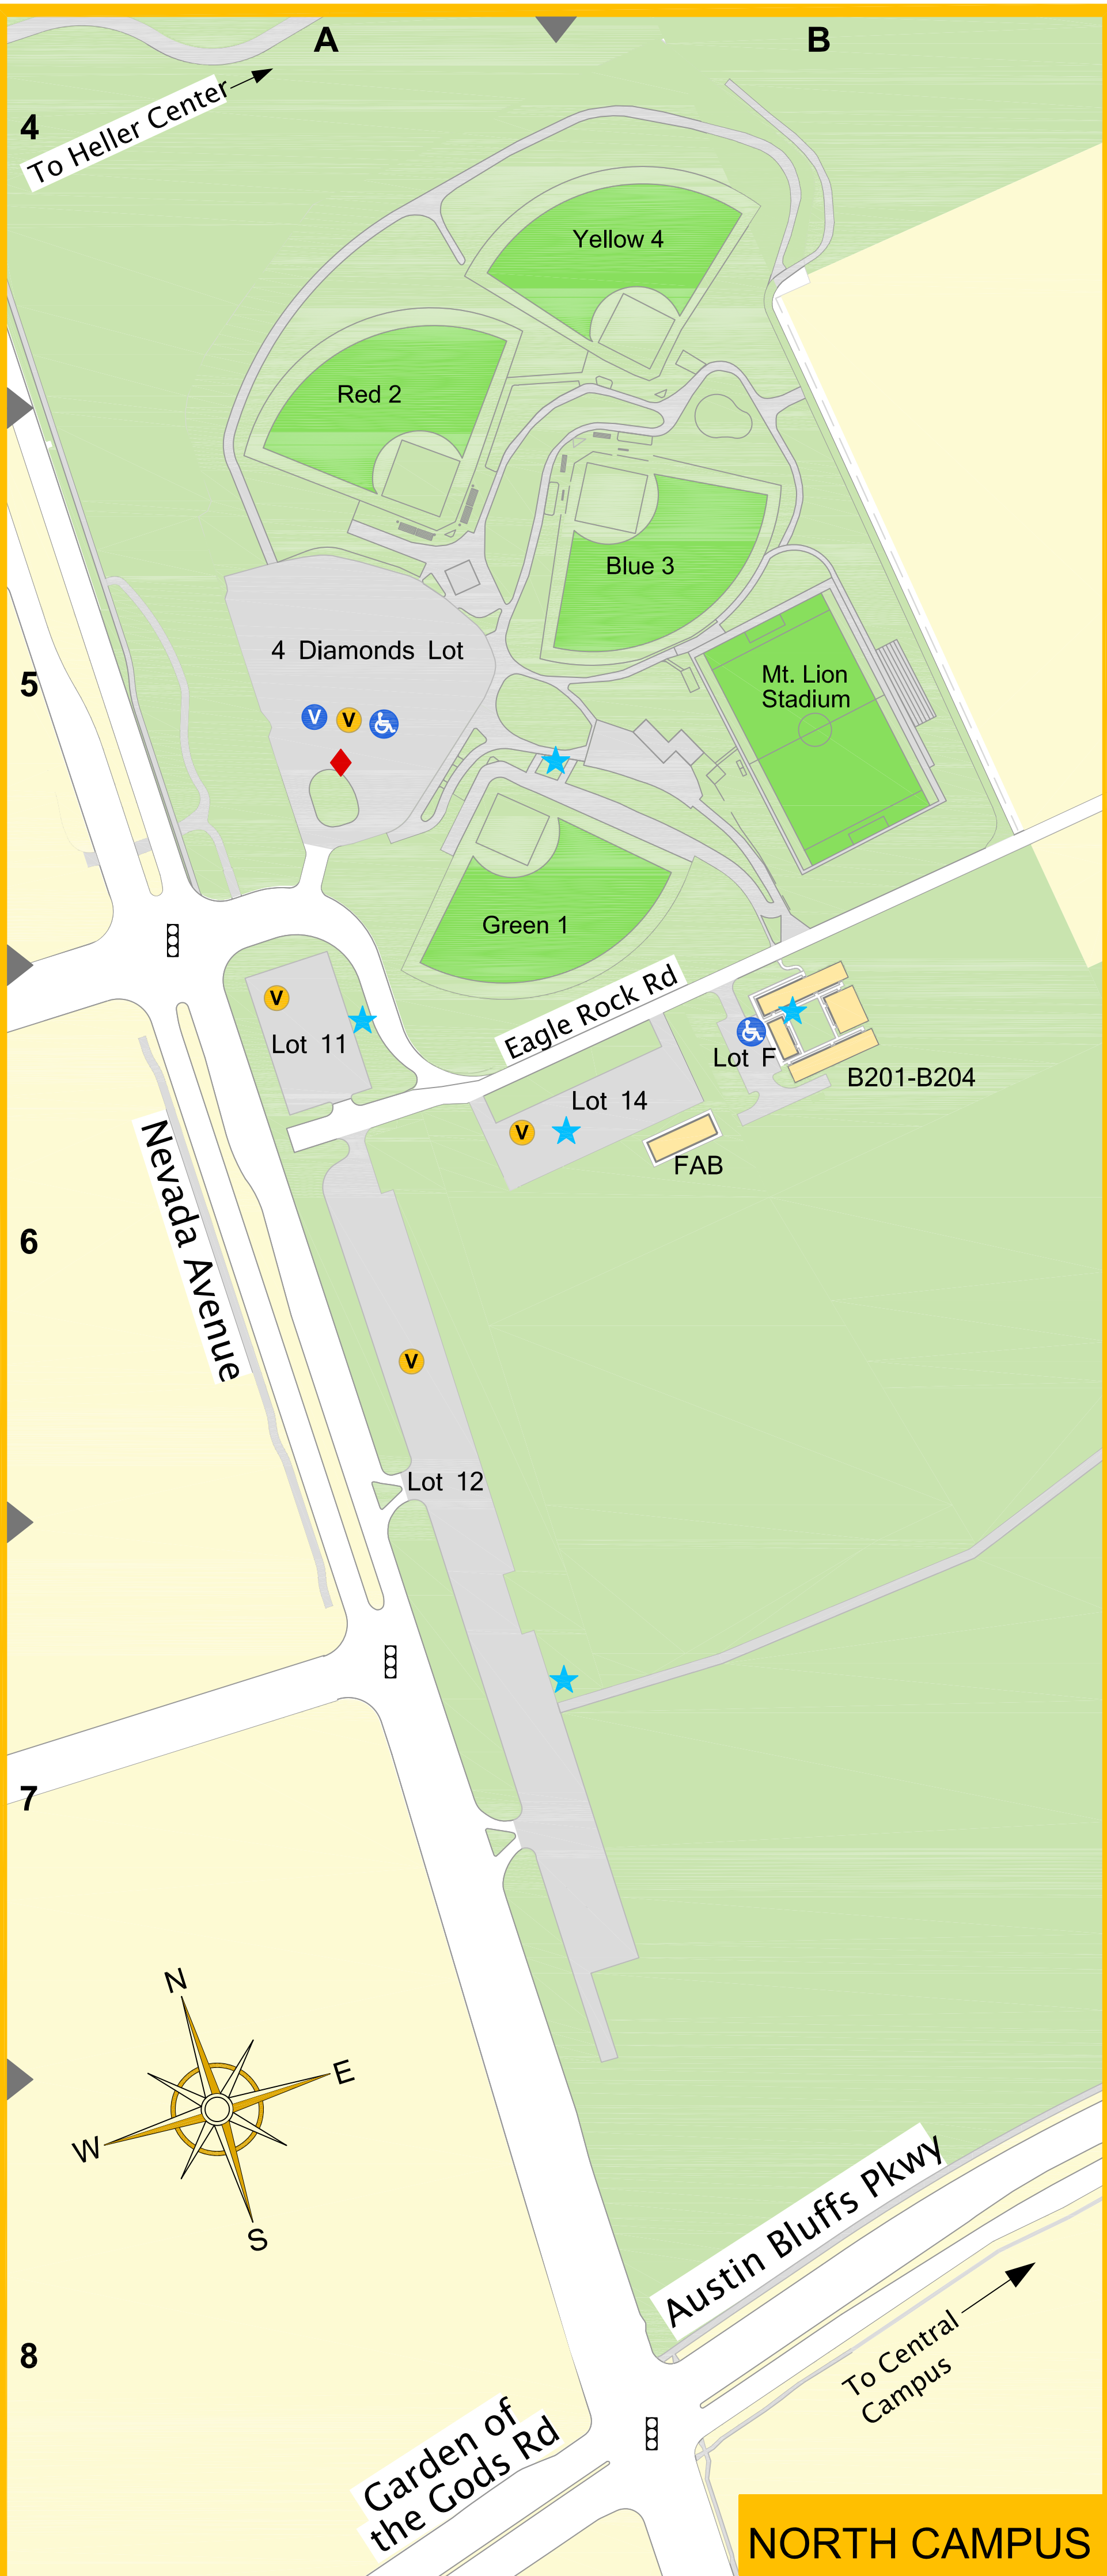 A
B
4
To Heller Center
Yellow 4
Red 2
Blue 3
4 Diamonds Lot
5
Mt. Lion
Stadium
V
V
Green 1
Eagle Rock Rd
V
Lot 11
Lot F
B201-B204
Lot 14
V
FAB
Nevada Avenue
6
V
Lot 12
7
N
E
W
S
Austin Bluffs Pkwy
8
To Central
Campus
Garden of
the Gods Rd
NORTH CAMPUS